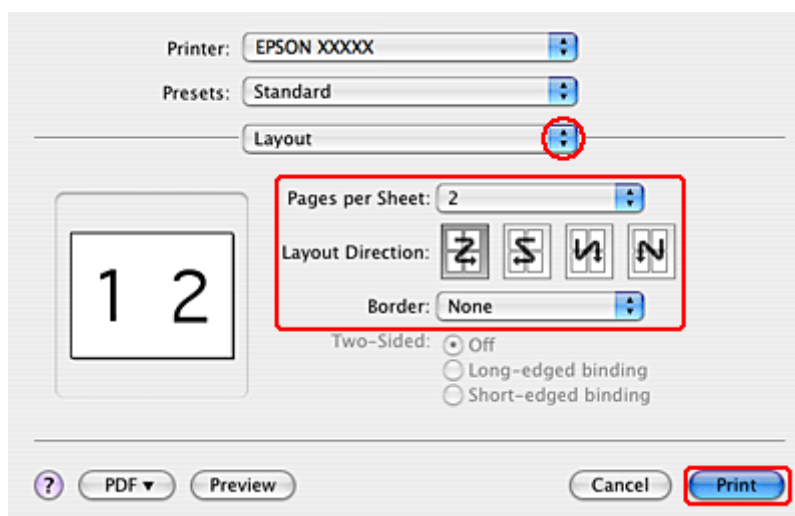 Printer: EPSON XXXXX
Presets: Standard
Layout
Pages per Sheet: 2
Layout Direction:
Border: None
1 2
Two-Sided: Off
Long-edged binding
Short-edged binding
? PDF▼ Preview Cancel Print